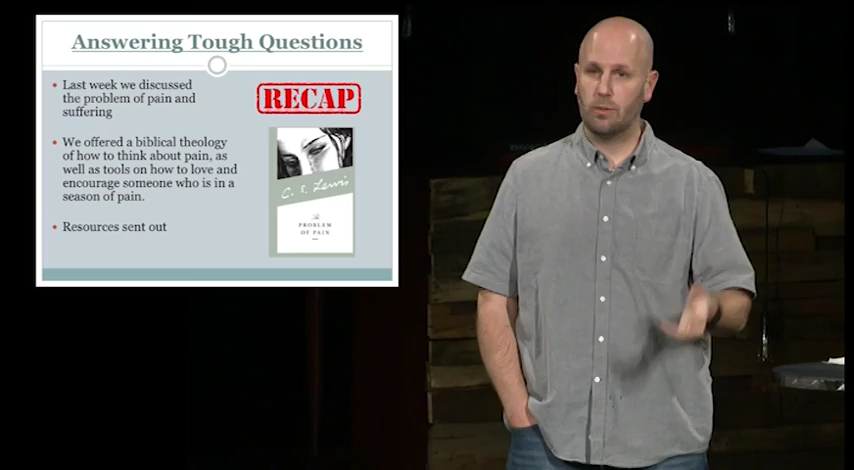 Answering Tough Questions
• Last week we discussed
the problem of pain and
suffering
RECAP
• We offered a biblical theology
of how to think about pain, as
well as tools on how to love and
encourage someone who is in a
season of pain.
• Resources sent out
C. S. Lewis
The
PROBLEM
OF PAIN